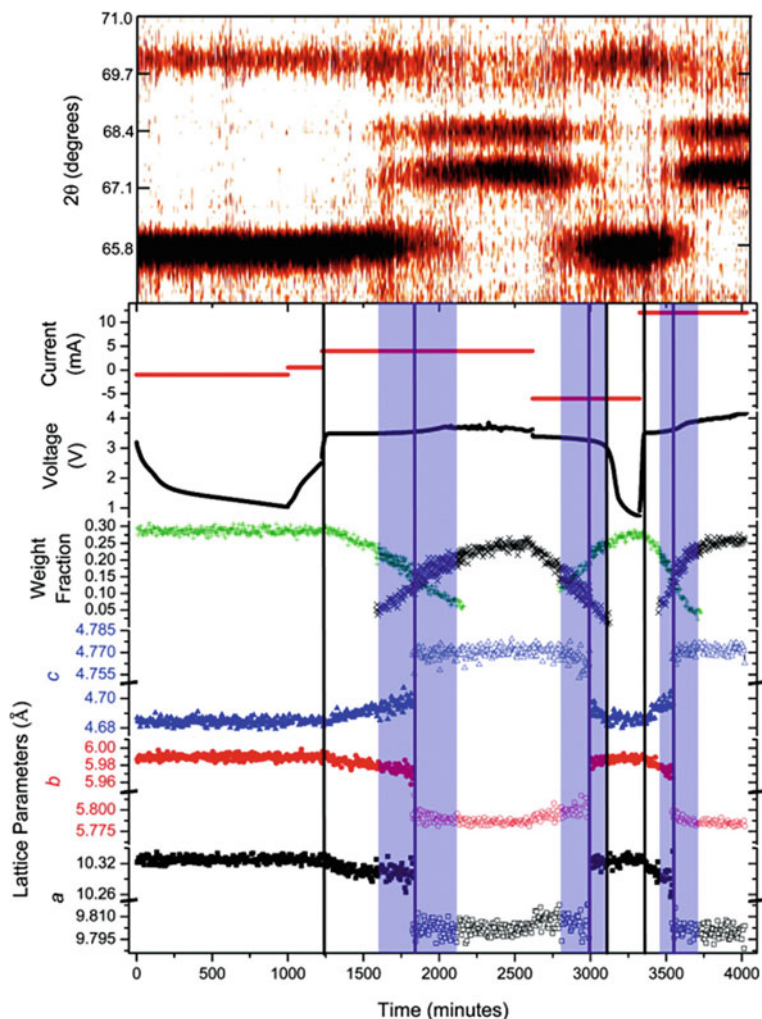 71.0
69.7
68.4
67.1
65.8
2θ (degrees)
10
5
0
-5
Current
(mA)
4
3
2
1
Voltage
(V)
0.30
0.25
0.20
0.15
0.10
0.05
Weight
Fraction
4.785
4.770
4.755
4.70
4.68
c
6.00
5.98
5.96
5.800
5.775
b
10.32
10.26
9.810
9.795
a
Lattice Parameters (Å)
0 500 1000 1500 2000 2500 3000 3500 4000
Time (minutes)